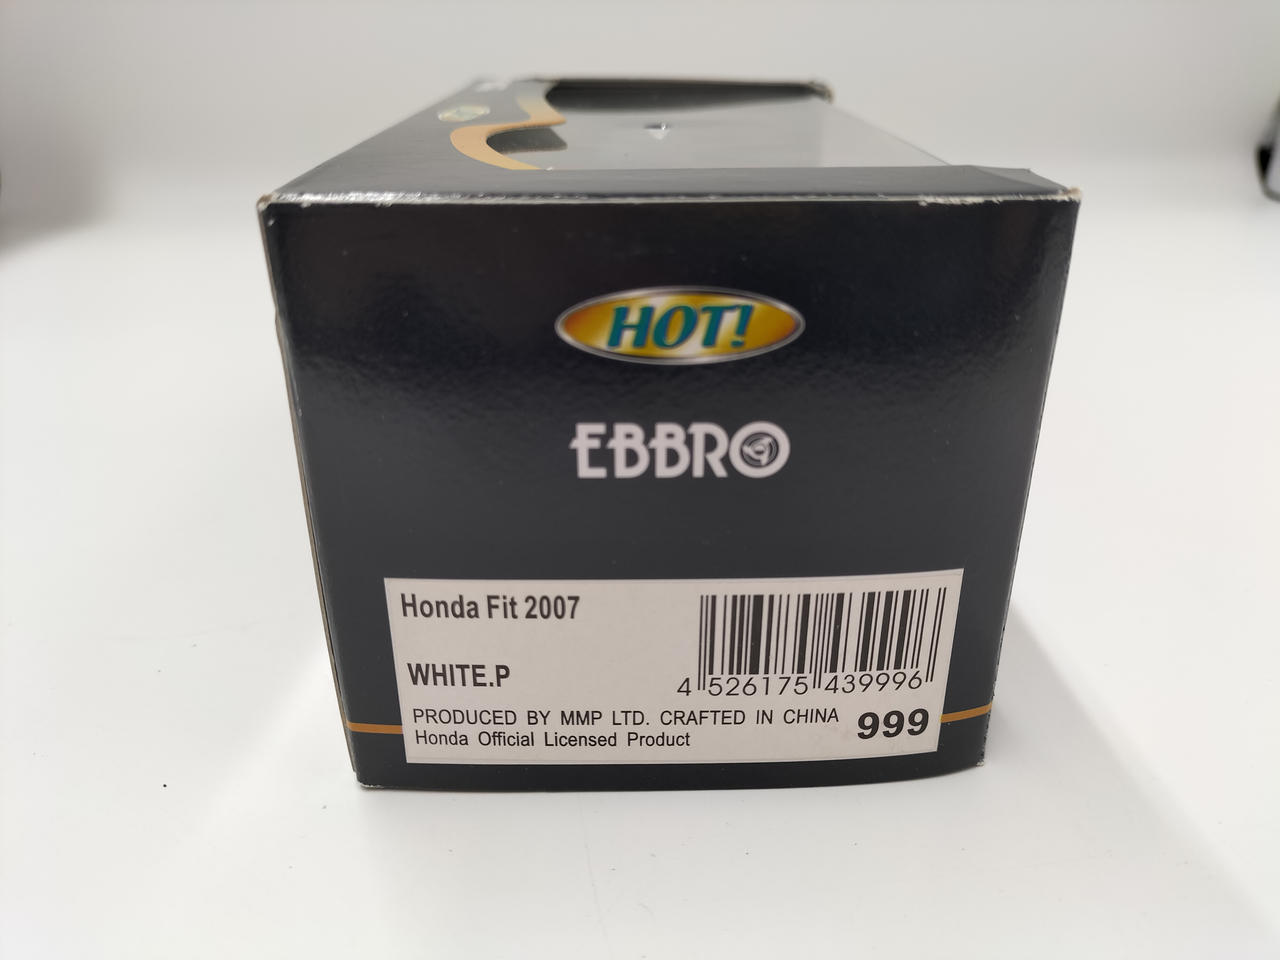 HOT!
EBBRO
Honda Fit 2007
WHITE.P
4 526175 439996
PRODUCED BY MMP LTD. CRAFTED IN CHINA
Honda Official Licensed Product
999